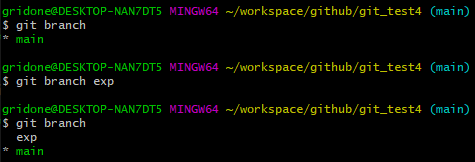 gridone@DESKTOP-NAN7DT5 MINGW64 ~/workspace/github/git_test4 (main)
$ git branch
* main
gridone@DESKTOP-NAN7DT5 MINGW64 ~/workspace/github/git_test4 (main)
$ git branch exp
gridone@DESKTOP-NAN7DT5 MINGW64 ~/workspace/github/git_test4 (main)
$ git branch
  exp
* main